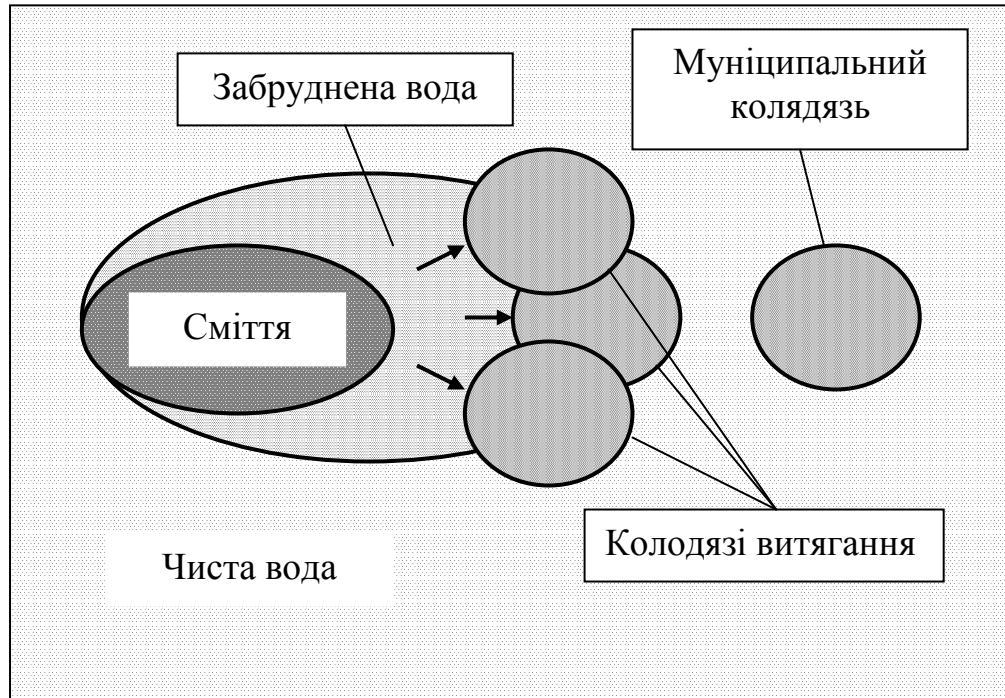 Муніципальний
колядязь
Забруднена вода
Сміття
Колодязі витягання
Чиста вода